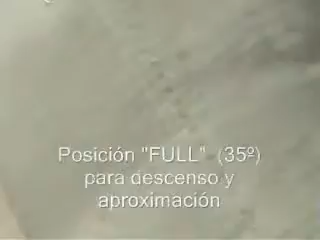 Posición "FULL" (35º)
para descenso y
aproximación